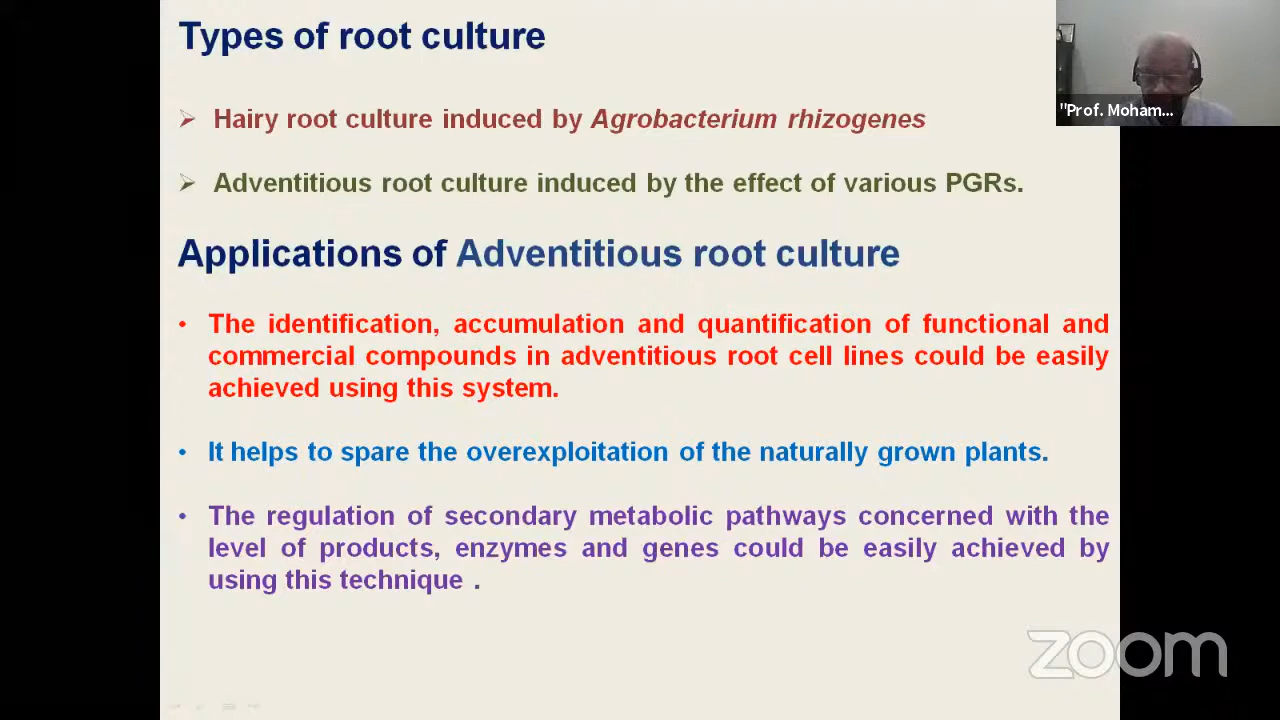 Types of root culture
"Prof. Moham...
➢ Hairy root culture induced by Agrobacterium rhizogenes
➢ Adventitious root culture induced by the effect of various PGRs.
Applications of Adventitious root culture
• The identification, accumulation and quantification of functional and
commercial compounds in adventitious root cell lines could be easily
achieved using this system.
• It helps to spare the overexploitation of the naturally grown plants.
• The regulation of secondary metabolic pathways concerned with the
level of products, enzymes and genes could be easily achieved by
using this technique .
zoom